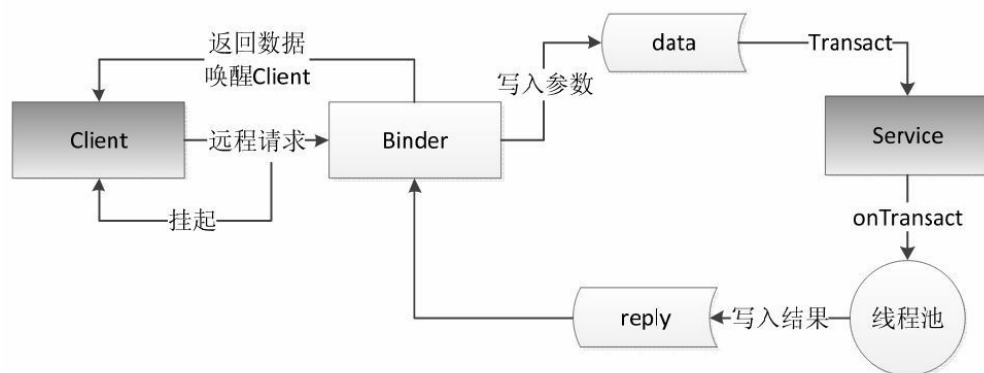 返回数据
唤醒Client
Client
远程请求
挂起
Binder
写入参数
data
Transact
Service
onTransact
线程池
写入结果
reply